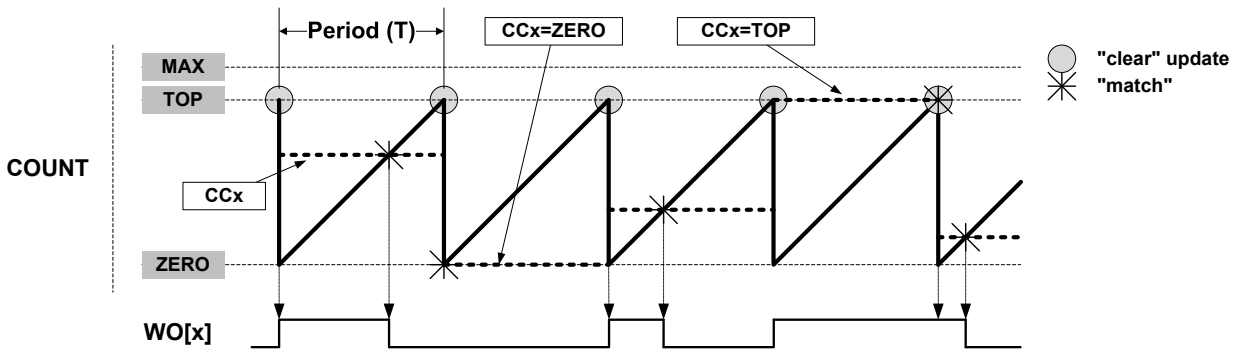 Period (T)
CCx=ZERO
CCx=TOP
"clear" update
"match"
MAX
TOP
COUNT
CCx
ZERO
WO[x]